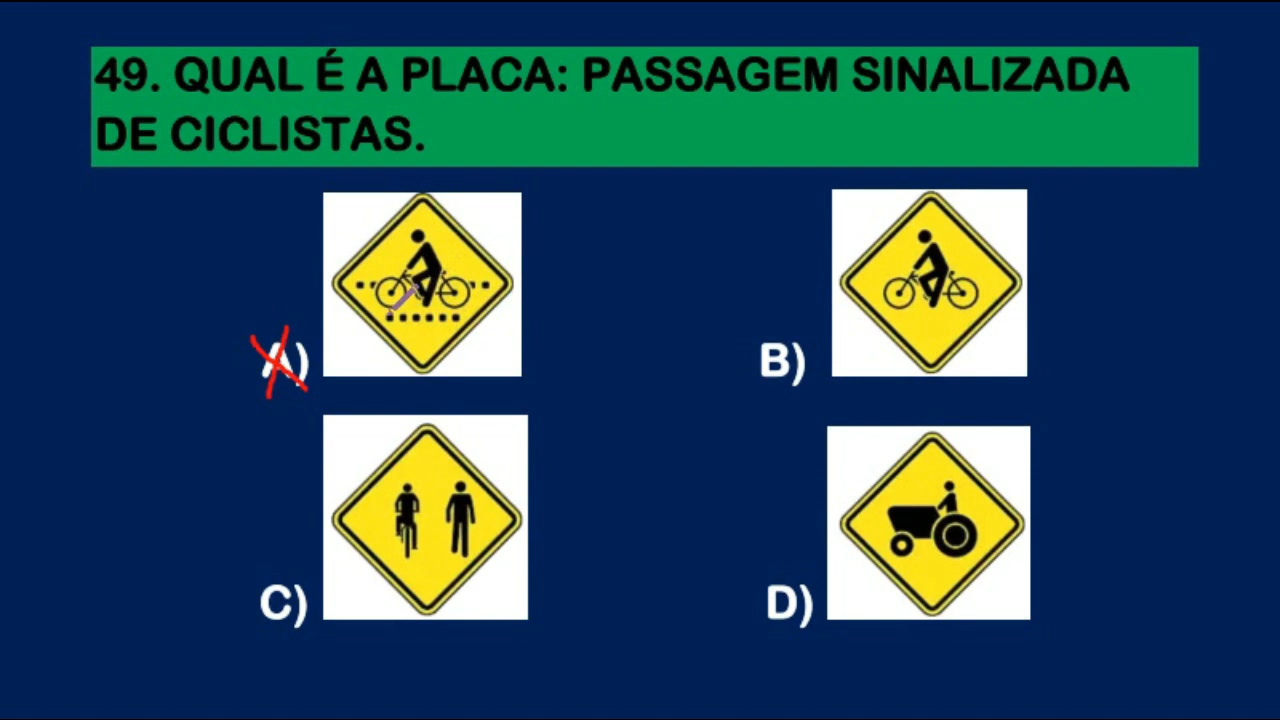 49. QUAL É A PLACA: PASSAGEM SINALIZADA
DE CICLISTAS.
A)
B)
C)
D)